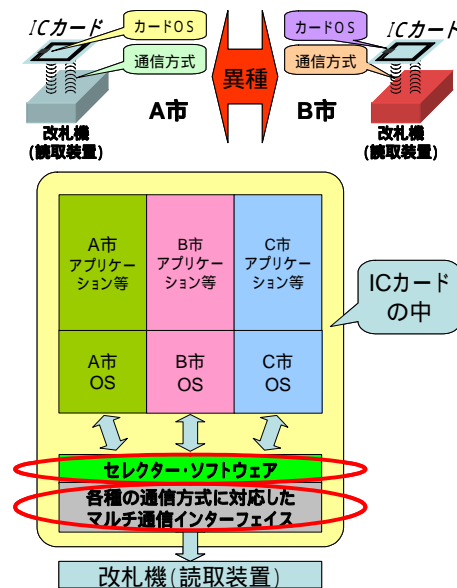 ICカード
カードOS
通信方式
A市
改札機
(読取装置)
異種
カードOS
通信方式
ICカード
B市
改札機
(読取装置)
A市
アプリケー
ション等
B市
アプリケー
ション等
C市
アプリケー
ション等
ICカード
の中
A市
OS
B市
OS
C市
OS
セレクター・ソフトウェア
各種の通信方式に対応した
マルチ通信インターフェイス
改札機(読取装置)